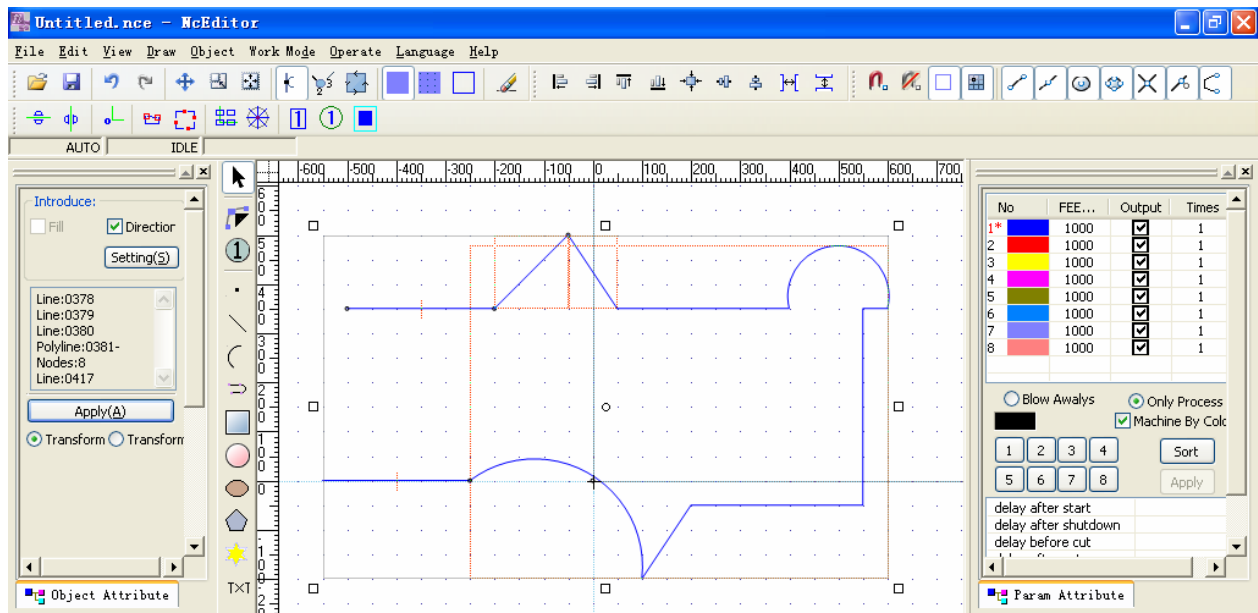 Untitled.nce - NcEditor
File Edit View Draw Object Work Mode Operate Language Help
AUTO IDLE
Introduce:
Fill Direction
Setting(S)
Line:0378
Line:0379
Line:0380
Polyline:0381-
Nodes:8
Line:0417
Apply(A)
Transform Transform
Object Attribute
1
TXT
-600 -500 -400 -300 -200 -100 0 100 200 300 400 500 600 700
No FEE... Output Times
1* 1000 1
2 1000 1
3 1000 1
4 1000 1
5 1000 1
6 1000 1
7 1000 1
8 1000 1
Blow Awalys Only Process
Machine By Colo
1 2 3 4 Sort
5 6 7 8 Apply
delay after start
delay after shutdown
delay before cut
Param Attribute